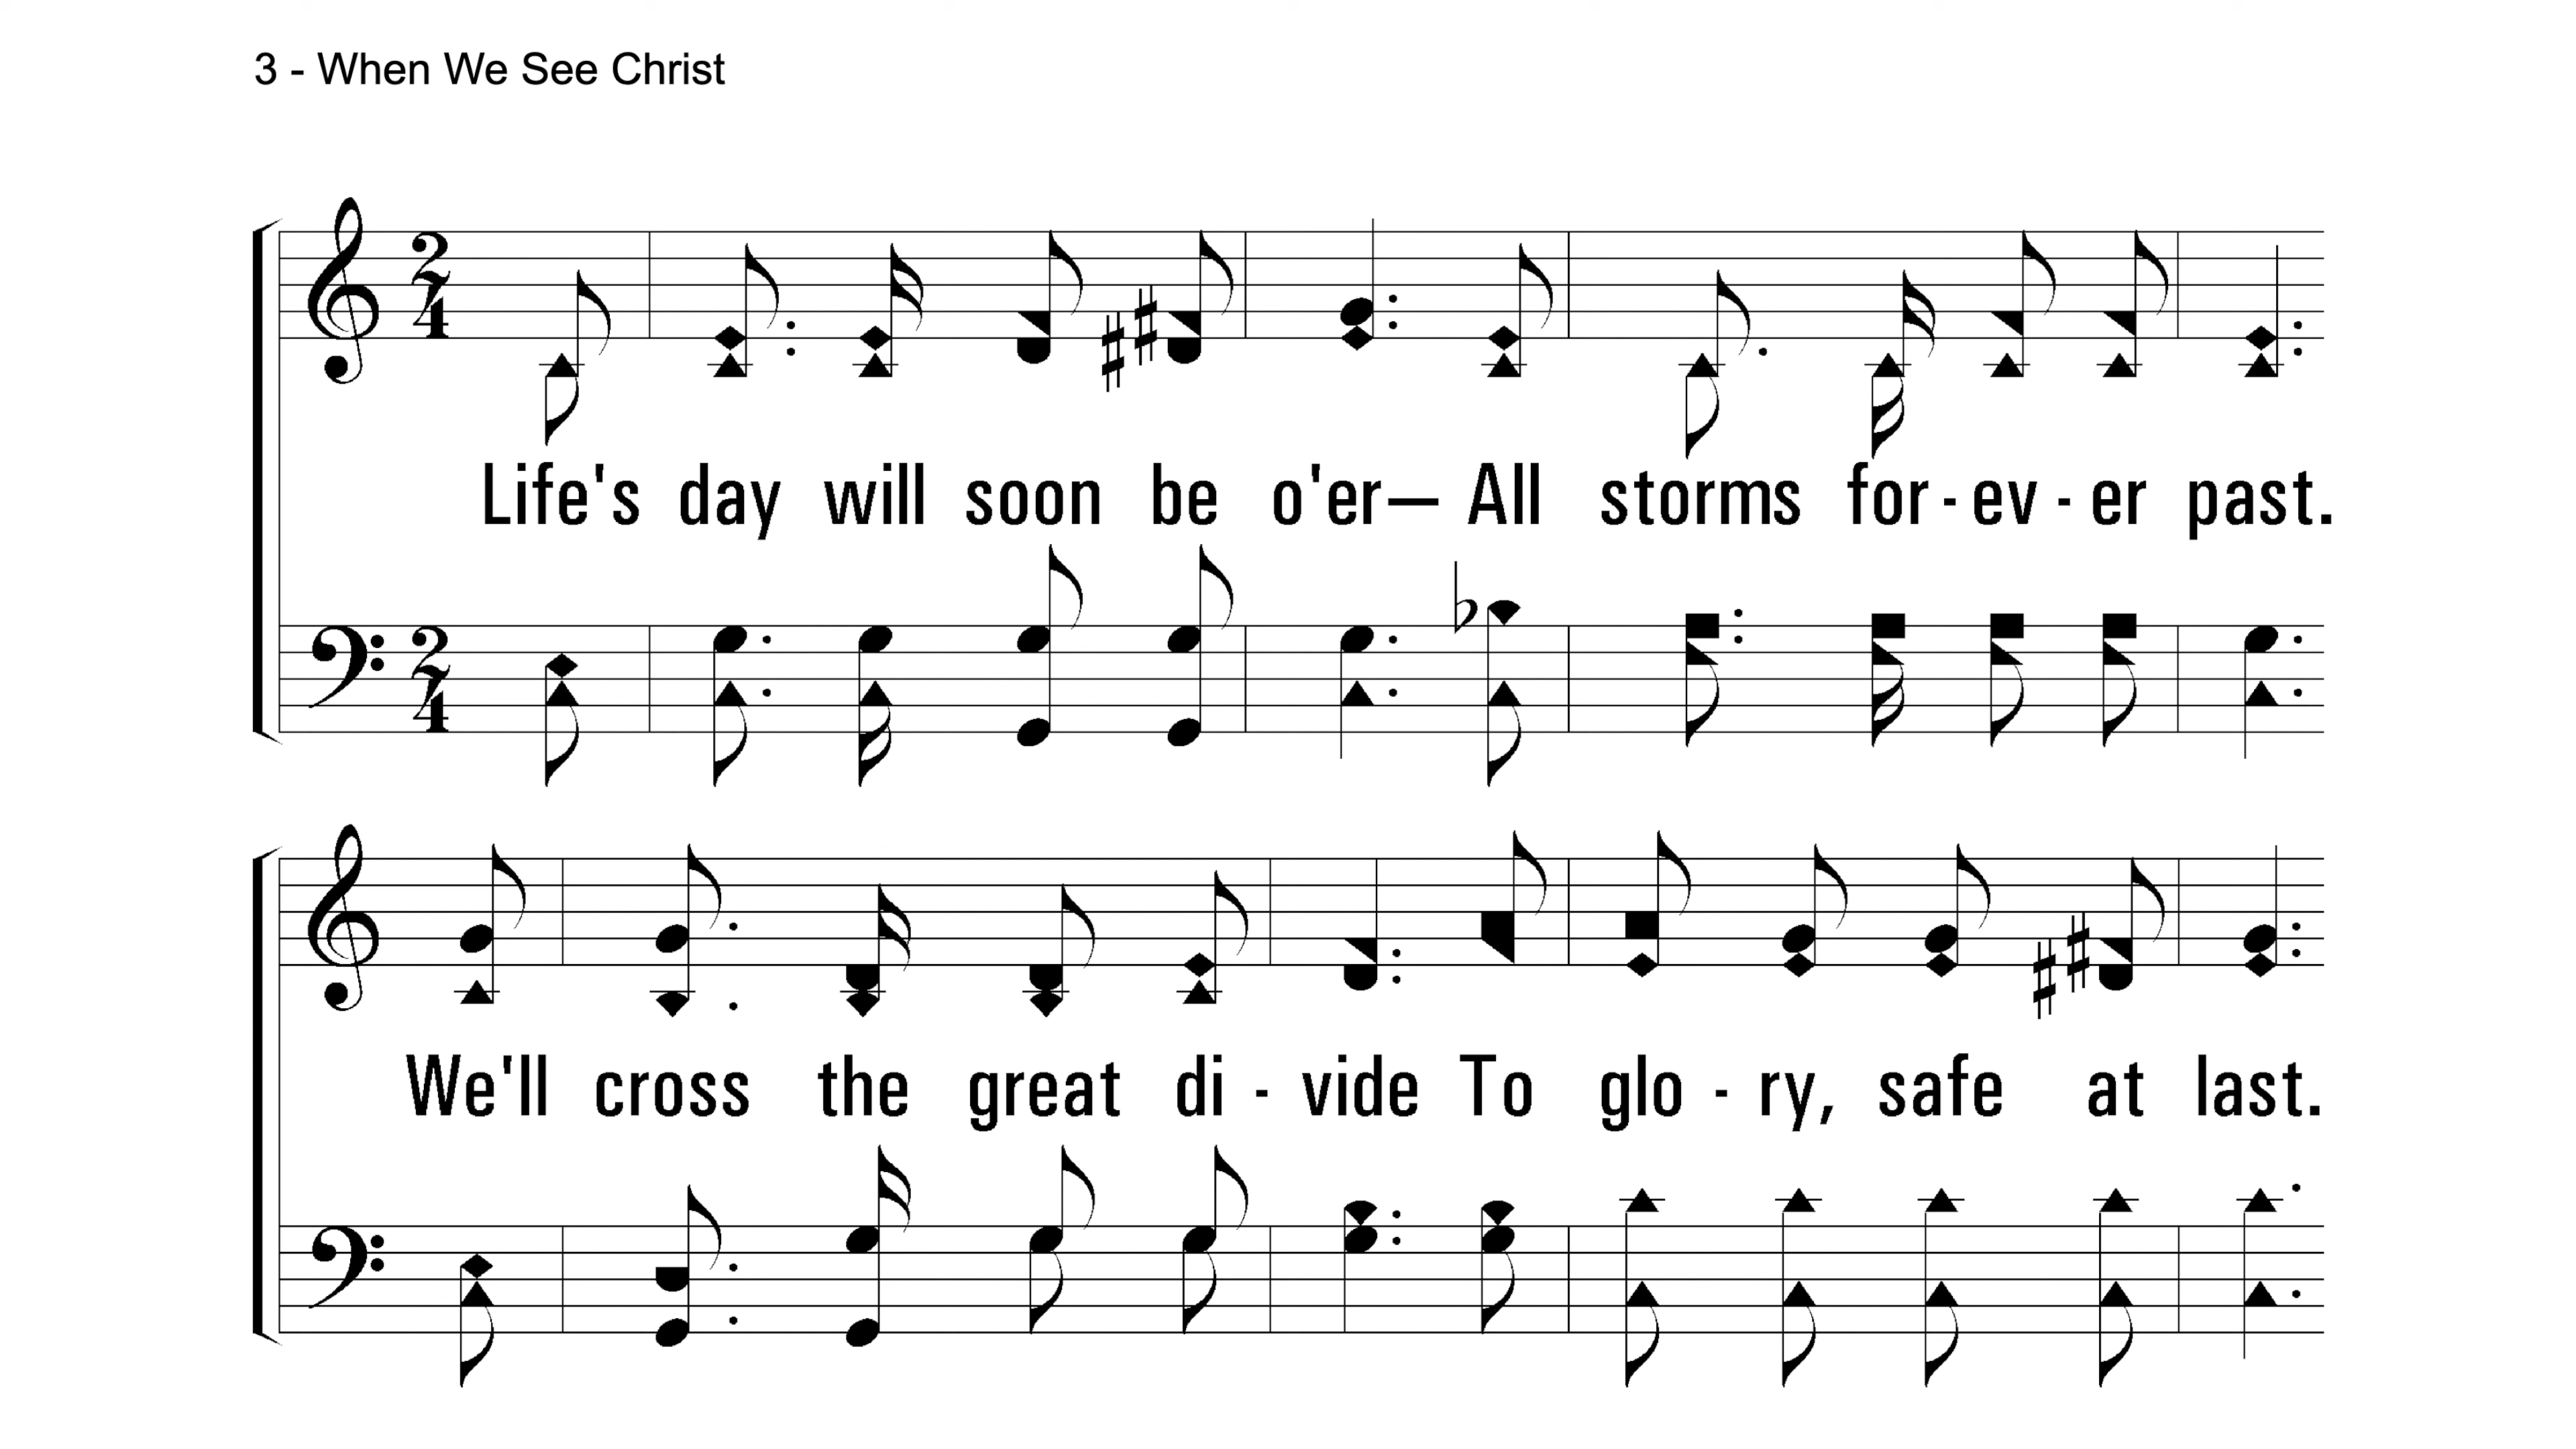 3 - When We See Christ
Life's day will soon be o'er— All storms for - ev - er past.
We'll cross the great di - vide To glo - ry, safe at last.